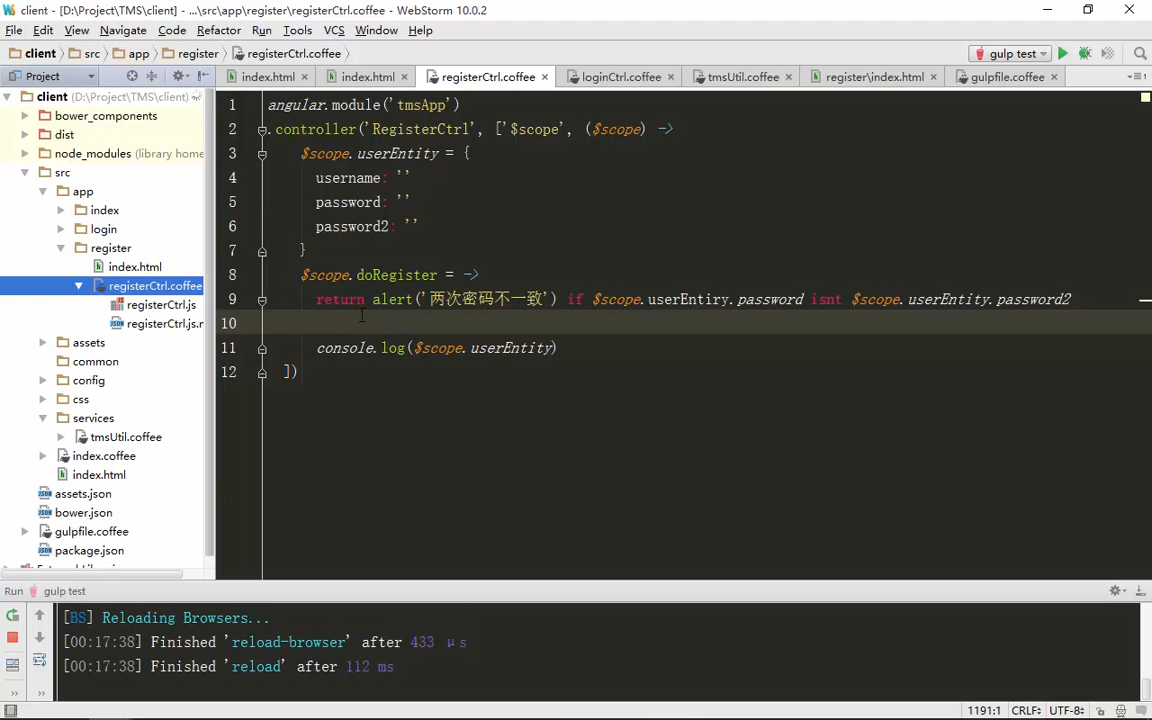 client - [D:\Project\TMS\client] - ...\src\app\register\registerCtrl.coffee - WebStorm 10.0.2
File Edit View Navigate Code Refactor Run Tools VCS Window Help
client src app register registerCtrl.coffee gulp test
Project index.html index.html registerCtrl.coffee loginCtrl.coffee tmsUtil.coffee register\index.html gulpfile.coffee
client (D:\Project\TMS\client)
bower_components
dist
node_modules (library home
src
app
index
login
register
index.html
registerCtrl.coffee
registerCtrl.js
registerCtrl.js.r
assets
common
config
css
services
tmsUtil.coffee
index.coffee
index.html
assets.json
bower.json
gulpfile.coffee
package.json
1 angular.module('tmsApp')
2 .controller('RegisterCtrl', ['$scope', ($scope) ->
3 $scope.userEntity = {
4 username: ''
5 password: ''
6 password2: ''
7 }
8 $scope.doRegister = ->
9 return alert('两次密码不一致') if $scope.userEntiry.password isnt $scope.userEntity.password2
10
11 console.log($scope.userEntity)
12 ])
Run gulp test
[BS] Reloading Browsers...
[00:17:38] Finished 'reload-browser' after 433 μs
[00:17:38] Finished 'reload' after 112 ms
1191:1 CRLF UTF-8